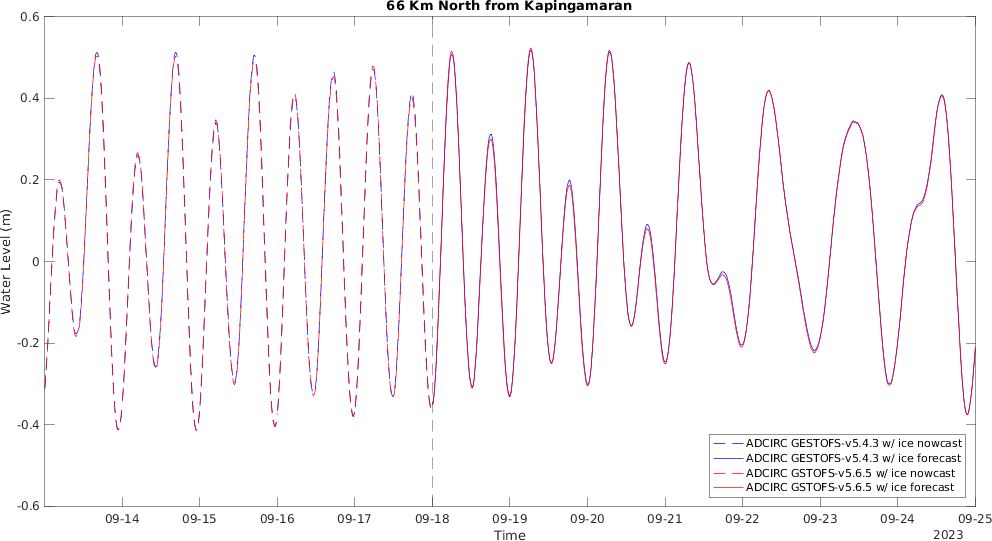 66 Km North from Kapingamaran
0.6
0.4
0.2
0
-0.2
-0.4
-0.6
Water Level (m)
ADCIRC GESTOFS-v5.4.3 w/ ice nowcast
ADCIRC GESTOFS-v5.4.3 w/ ice forecast
ADCIRC GSTOFS-v5.6.5 w/ ice nowcast
ADCIRC GSTOFS-v5.6.5 w/ ice forecast
09-14 09-15 09-16 09-17 09-18 09-19 09-20 09-21 09-22 09-23 09-24 09-25
Time
2023